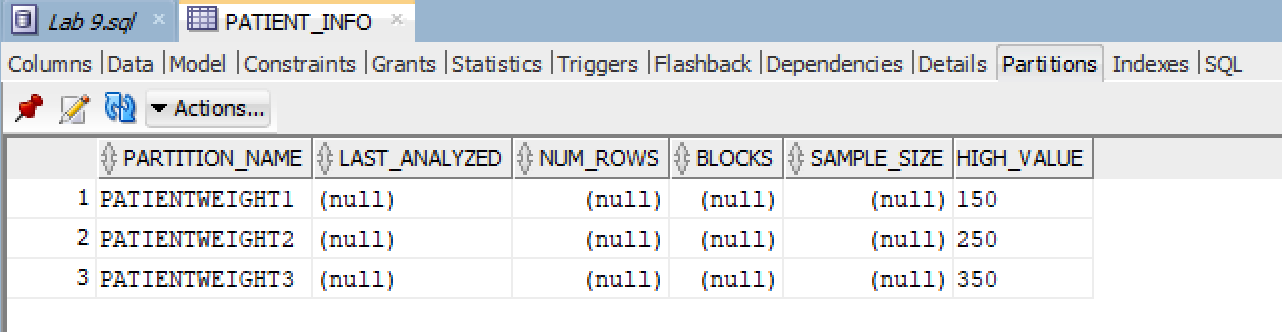 Lab 9.sql × PATIENT_INFO ×
Columns |Data |Model |Constraints |Grants |Statistics |Triggers |Flashback |Dependencies |Details |Partitions Indexes |SQL
Actions...
PARTITION_NAME LAST_ANALYZED NUM_ROWS BLOCKS SAMPLE_SIZE HIGH_VALUE
1 PATIENTWEIGHT1 (null) (null) (null) (null) 150
2 PATIENTWEIGHT2 (null) (null) (null) (null) 250
3 PATIENTWEIGHT3 (null) (null) (null) (null) 350